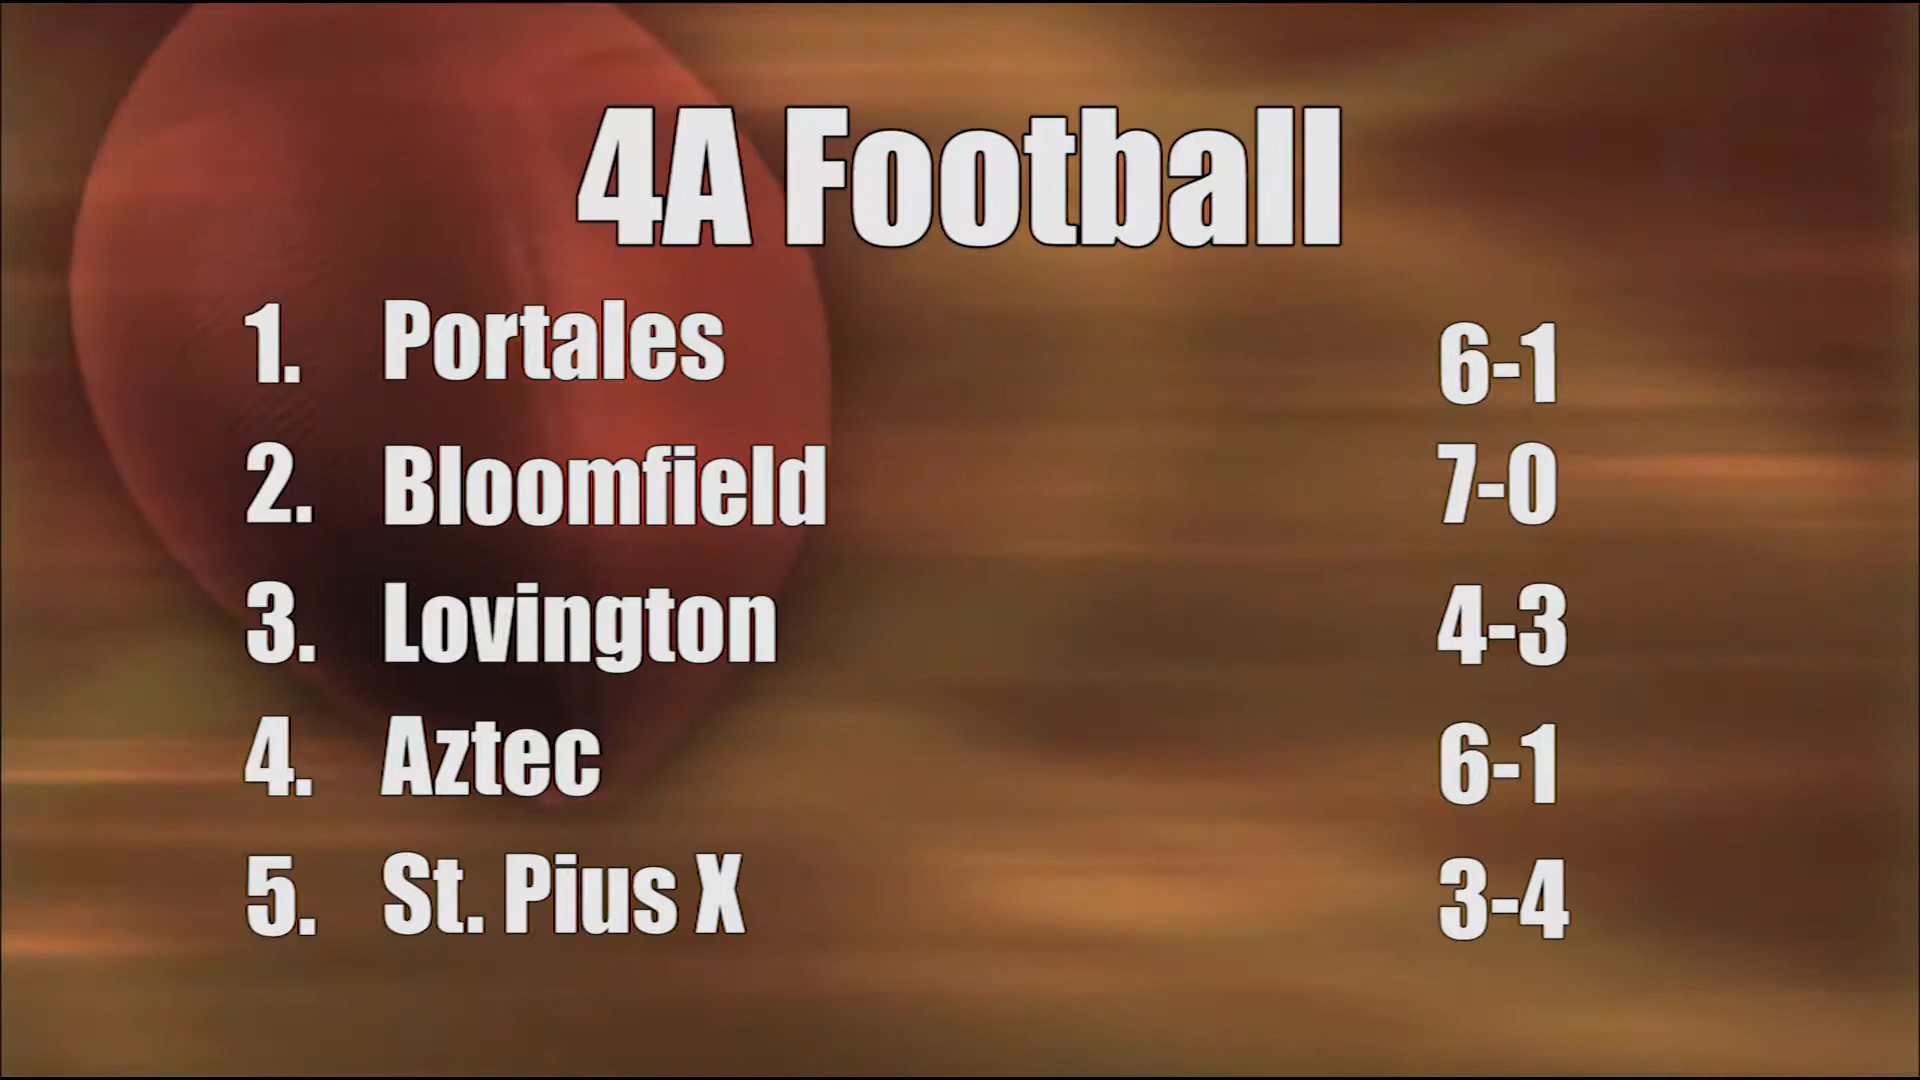 4A Football
1. Portales 6-1
2. Bloomfield 7-0
3. Lovington 4-3
4. Aztec 6-1
5. St. Pius X 3-4